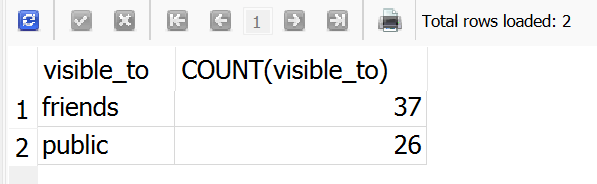 1 Total rows loaded: 2
visible_to COUNT(visible_to)
1 friends 37
2 public 26